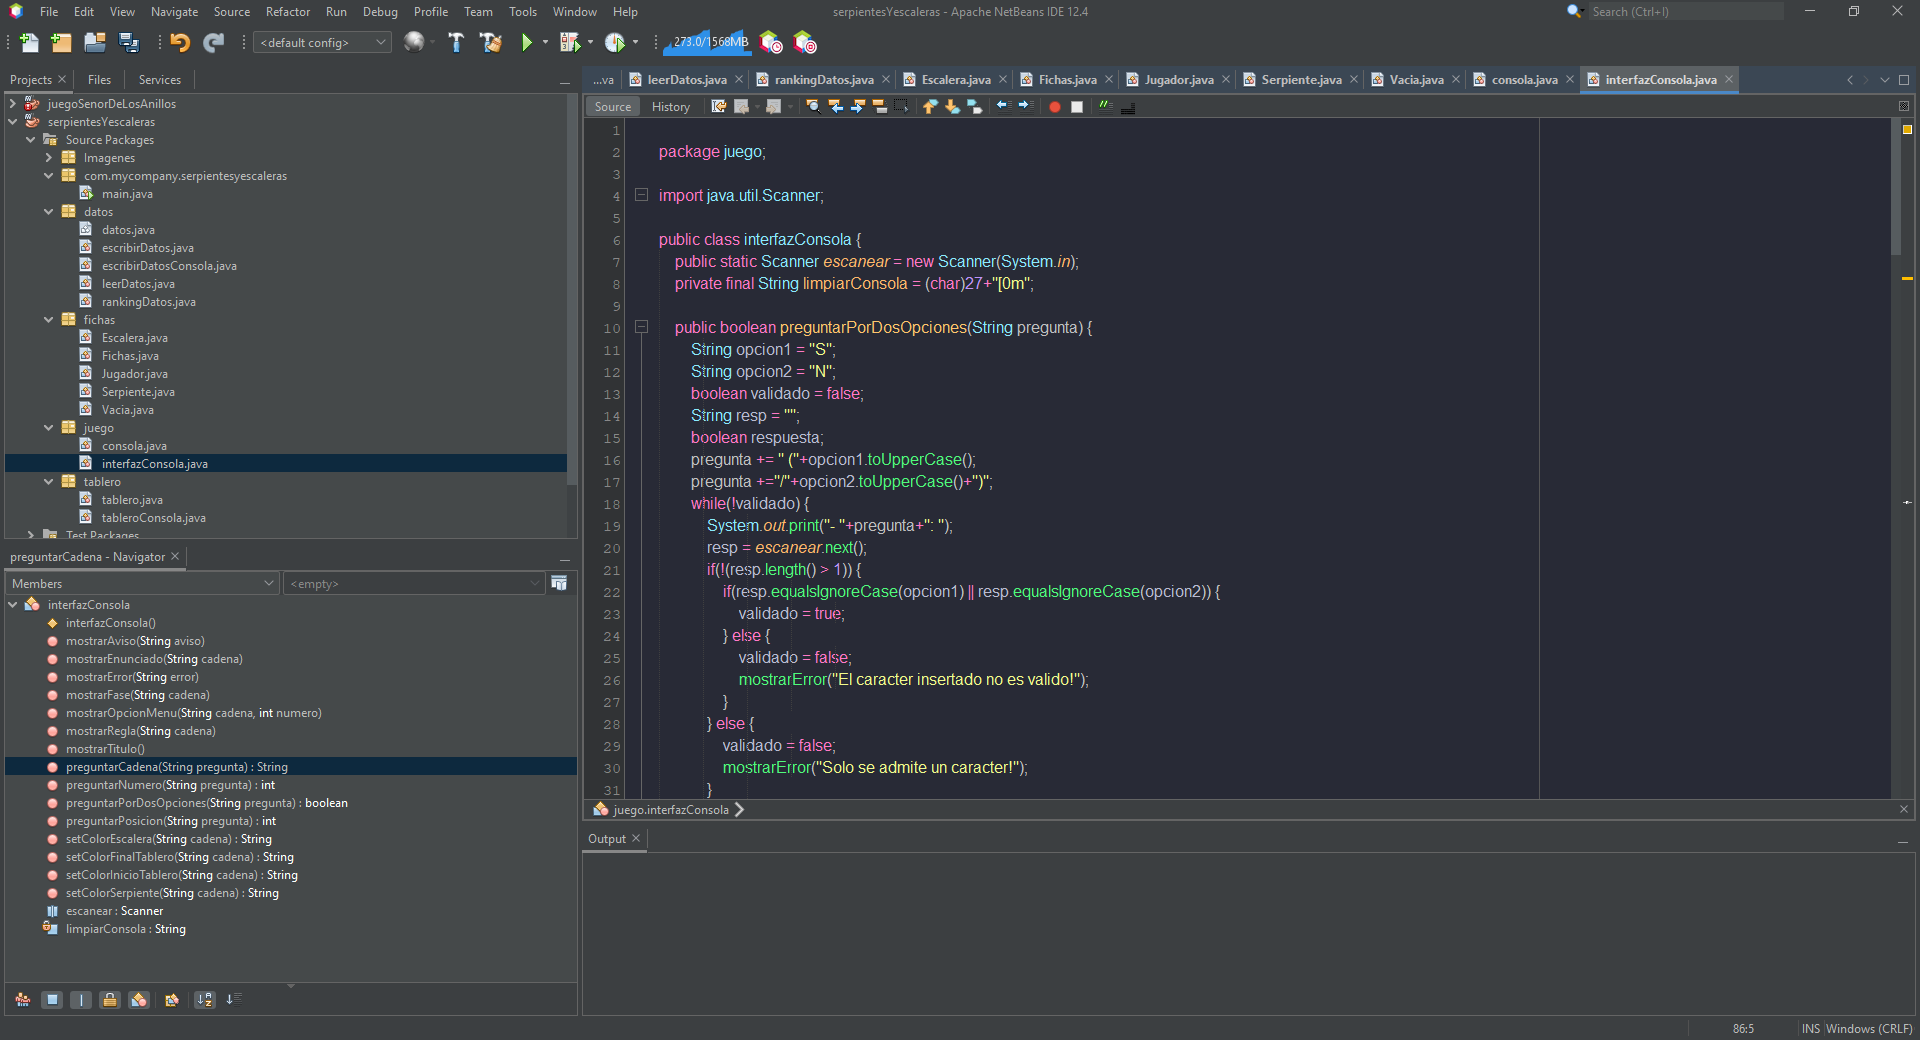 File Edit View Navigate Source Refactor Run Debug Profile Team Tools Window Help
serpientesYescaleras - Apache NetBeans IDE 12.4
Search (Ctrl+I)
<default config>
273.0/1568MB
Projects Files Services
juegoSenorDeLosAnillos
serpientesYescaleras
Source Packages
Imagenes
com.mycompany.serpientesyescaleras
main.java
datos
datos.java
escribirDatos.java
escribirDatosConsola.java
leerDatos.java
rankingDatos.java
fichas
Escalera.java
Fichas.java
Jugador.java
Serpiente.java
Vacia.java
juego
consola.java
interfazConsola.java
tablero
tablero.java
tableroConsola.java
Test Packages
preguntarCadena - Navigator
Members
<empty>
interfazConsola
interfazConsola()
mostrarAviso(String aviso)
mostrarEnunciado(String cadena)
mostrarError(String error)
mostrarFase(String cadena)
mostrarOpcionMenu(String cadena, int numero)
mostrarRegla(String cadena)
mostrarTitulo()
preguntarCadena(String pregunta) : String
preguntarNumero(String pregunta) : int
preguntarPorDosOpciones(String pregunta) : boolean
preguntarPosicion(String pregunta) : int
setColorEscalera(String cadena) : String
setColorFinalTablero(String cadena) : String
setColorInicioTablero(String cadena) : String
setColorSerpiente(String cadena) : String
escanear : Scanner
limpiarConsola : String
...va leerDatos.java rankingDatos.java Escalera.java Fichas.java Jugador.java Serpiente.java Vacia.java consola.java interfazConsola.java
Source History
1
2 package juego;
3
4 import java.util.Scanner;
5
6 public class interfazConsola {
7 public static Scanner escanear = new Scanner(System.in);
8 private final String limpiarConsola = (char)27+"[0m";
9
10 public boolean preguntarPorDosOpciones(String pregunta) {
11 String opcion1 = "S";
12 String opcion2 = "N";
13 boolean validado = false;
14 String resp = "";
15 boolean respuesta;
16 pregunta += " ("+opcion1.toUpperCase();
17 pregunta +="/"+opcion2.toUpperCase()+")";
18 while(!validado) {
19 System.out.print("- "+pregunta+": ");
20 resp = escanear.next();
21 if(!(resp.length() > 1)) {
22 if(resp.equalsIgnoreCase(opcion1) || resp.equalsIgnoreCase(opcion2)) {
23 validado = true;
24 } else {
25 validado = false;
26 mostrarError("El caracter insertado no es valido!");
27 }
28 } else {
29 validado = false;
30 mostrarError("Solo se admite un caracter!");
31 }
juego.interfazConsola
Output
86:5 INS Windows (CRLF)